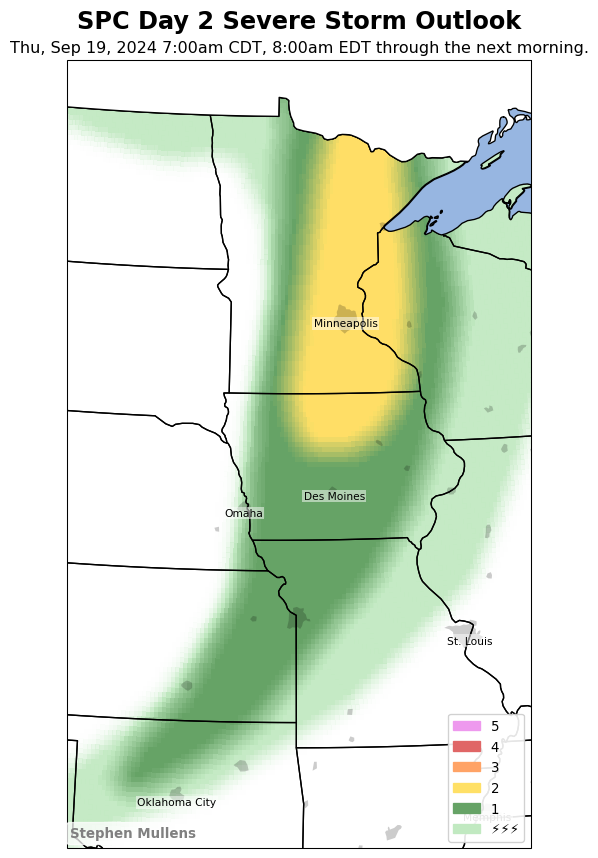 SPC Day 2 Severe Storm Outlook
Thu, Sep 19, 2024 7:00am CDT, 8:00am EDT through the next morning.
Minneapolis
Des Moines
Omaha
St. Louis
5
4
3
2
1
⚡⚡⚡
Memphis
Oklahoma City
Stephen Mullens